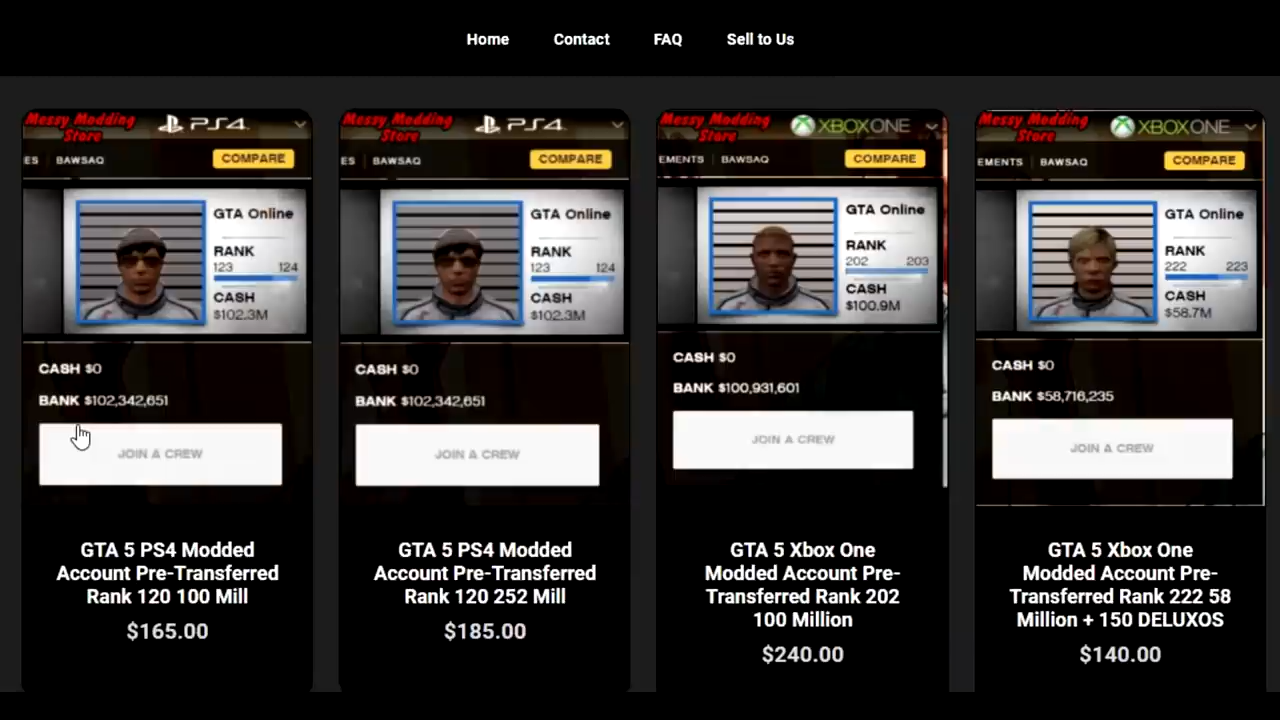 Home Contact FAQ Sell to Us
Messy Modding
Store
PS4
ES BAWSAQ COMPARE
GTA Online
RANK
123 124
CASH
$102.3M
CASH $0
BANK $102,342,651
JOIN A CREW
GTA 5 PS4 Modded
Account Pre-Transferred
Rank 120 100 Mill
$165.00
Messy Modding
Store
PS4
ES BAWSAQ COMPARE
GTA Online
RANK
123 124
CASH
$102.3M
CASH $0
BANK $102,342,651
JOIN A CREW
GTA 5 PS4 Modded
Account Pre-Transferred
Rank 120 252 Mill
$185.00
Messy Modding
Store
XBOX ONE
EMENTS BAWSAQ COMPARE
GTA Online
RANK
202 203
CASH
$100.9M
CASH $0
BANK $100,931,601
JOIN A CREW
GTA 5 Xbox One
Modded Account Pre-
Transferred Rank 202
100 Million
$240.00
Messy Modding
Store
XBOX ONE
EMENTS BAWSAQ COMPARE
GTA Online
RANK
222 223
CASH
$58.7M
CASH $0
BANK $58,716,235
JOIN A CREW
GTA 5 Xbox One
Modded Account Pre-
Transferred Rank 222 58
Million + 150 DELUXOS
$140.00